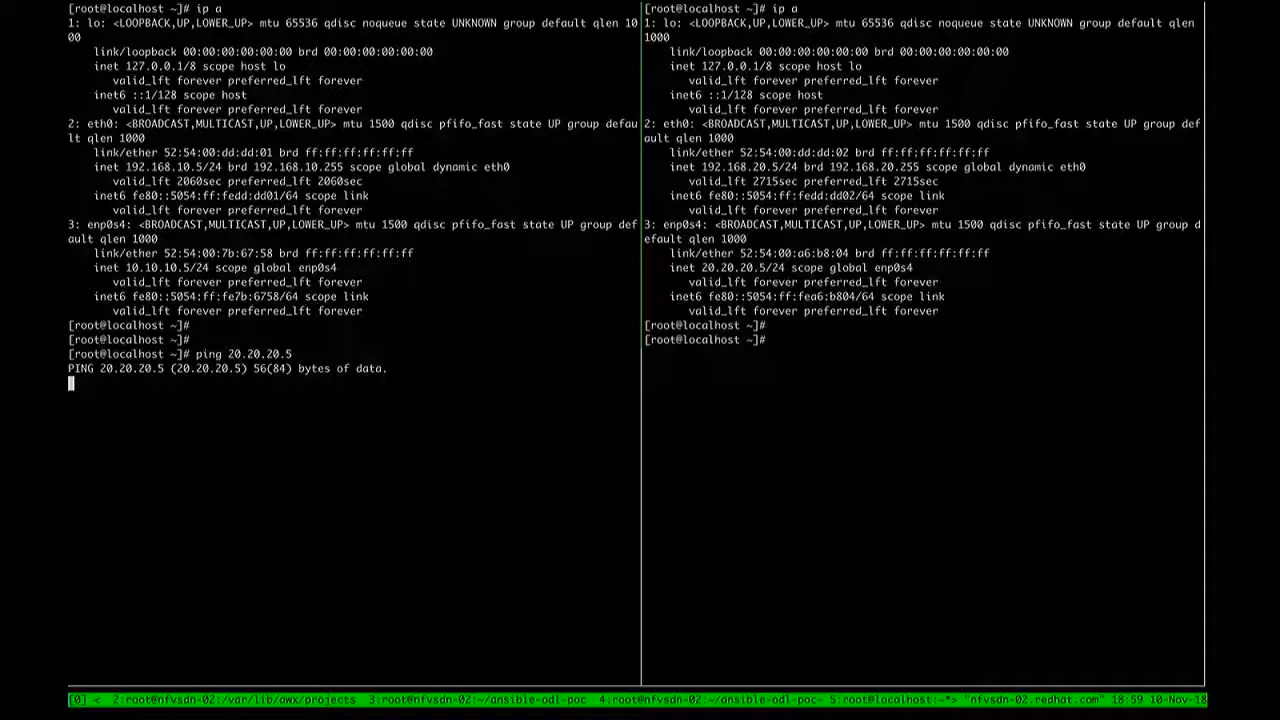 [root@localhost ~]# ip a
1: lo: <LOOPBACK,UP,LOWER_UP> mtu 65536 qdisc noqueue state UNKNOWN group default qlen 10
00
link/loopback 00:00:00:00:00:00 brd 00:00:00:00:00:00
inet 127.0.0.1/8 scope host lo
valid_lft forever preferred_lft forever
inet6 ::1/128 scope host
valid_lft forever preferred_lft forever
2: eth0: <BROADCAST,MULTICAST,UP,LOWER_UP> mtu 1500 qdisc pfifo_fast state UP group defau
lt qlen 1000
link/ether 52:54:00:dd:dd:01 brd ff:ff:ff:ff:ff:ff
inet 192.168.10.5/24 brd 192.168.10.255 scope global dynamic eth0
valid_lft 2060sec preferred_lft 2060sec
inet6 fe80::5054:ff:fedd:dd01/64 scope link
valid_lft forever preferred_lft forever
3: enp0s4: <BROADCAST,MULTICAST,UP,LOWER_UP> mtu 1500 qdisc pfifo_fast state UP group def
ault qlen 1000
link/ether 52:54:00:7b:67:58 brd ff:ff:ff:ff:ff:ff
inet 10.10.10.5/24 scope global enp0s4
valid_lft forever preferred_lft forever
inet6 fe80::5054:ff:fe7b:6758/64 scope link
valid_lft forever preferred_lft forever
[root@localhost ~]#
[root@localhost ~]#
[root@localhost ~]# ping 20.20.20.5
PING 20.20.20.5 (20.20.20.5) 56(84) bytes of data.
[root@localhost ~]# ip a
1: lo: <LOOPBACK,UP,LOWER_UP> mtu 65536 qdisc noqueue state UNKNOWN group default qlen
1000
link/loopback 00:00:00:00:00:00 brd 00:00:00:00:00:00
inet 127.0.0.1/8 scope host lo
valid_lft forever preferred_lft forever
inet6 ::1/128 scope host
valid_lft forever preferred_lft forever
2: eth0: <BROADCAST,MULTICAST,UP,LOWER_UP> mtu 1500 qdisc pfifo_fast state UP group def
ault qlen 1000
link/ether 52:54:00:dd:dd:02 brd ff:ff:ff:ff:ff:ff
inet 192.168.20.5/24 brd 192.168.20.255 scope global dynamic eth0
valid_lft 2715sec preferred_lft 2715sec
inet6 fe80::5054:ff:fedd:dd02/64 scope link
valid_lft forever preferred_lft forever
3: enp0s4: <BROADCAST,MULTICAST,UP,LOWER_UP> mtu 1500 qdisc pfifo_fast state UP group d
efault qlen 1000
link/ether 52:54:00:a6:b8:04 brd ff:ff:ff:ff:ff:ff
inet 20.20.20.5/24 scope global enp0s4
valid_lft forever preferred_lft forever
inet6 fe80::5054:ff:fea6:b804/64 scope link
valid_lft forever preferred_lft forever
[root@localhost ~]#
[root@localhost ~]#
[0] < 2:root@nfvsdn-02:/var/lib/awx/projects 3:root@nfvsdn-02:~/ansible-odl-poc 4:root@nfvsdn-02:~/ansible-odl-poc- 5:root@localhost:~*> "nfvsdn-02.redhat.com" 18:59 10-Nov-18